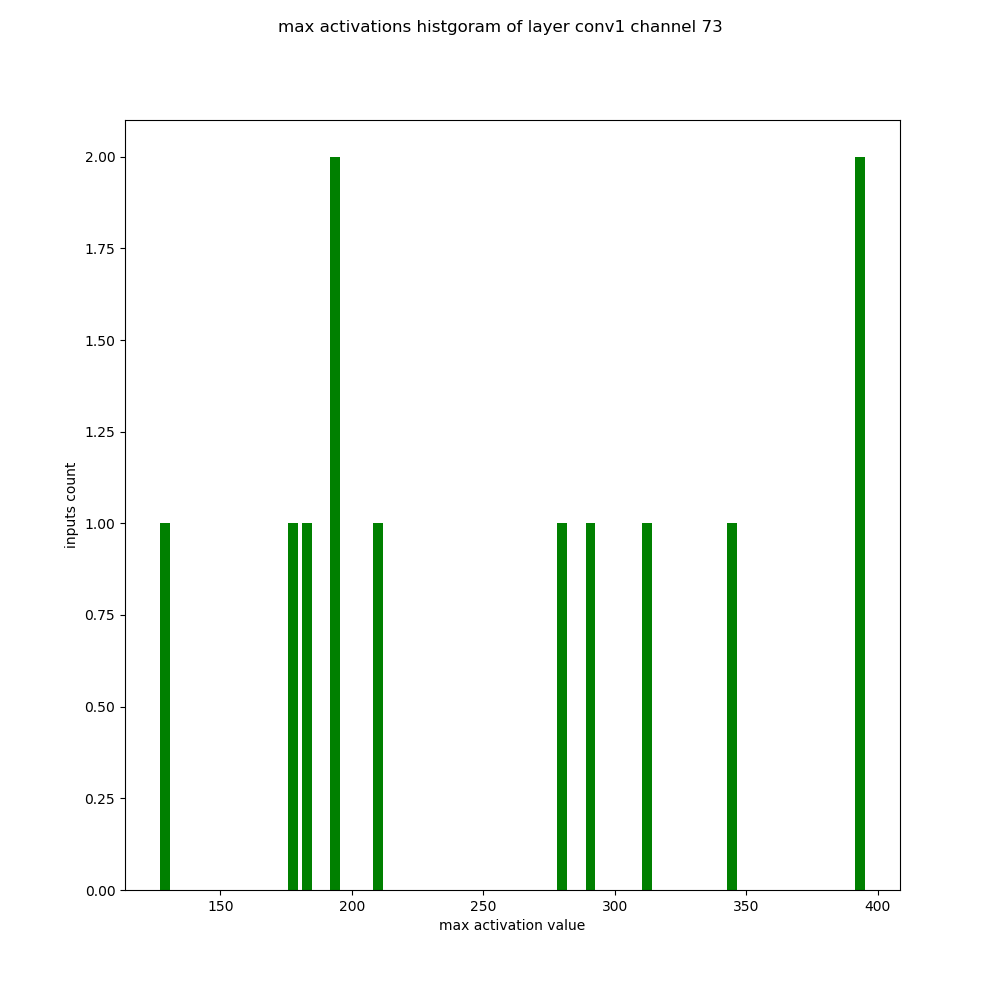 max activations histgoram of layer conv1 channel 73
2.00
1.75
1.50
1.25
1.00
0.75
0.50
0.25
0.00
inputs count
150 200 250 300 350 400
max activation value